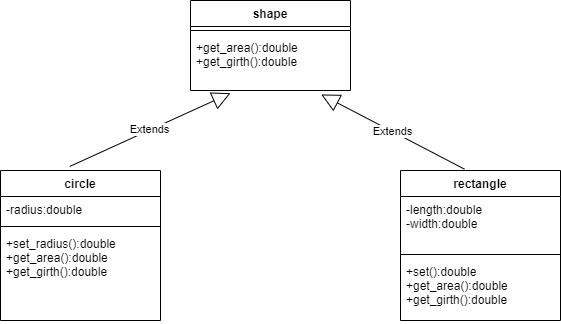 shape
+get_area():double
+get_girth():double
Extends
Extends
circle
-radius:double
+set_radius():double
+get_area():double
+get_girth():double
rectangle
-length:double
-width:double
+set():double
+get_area():double
+get_girth():double